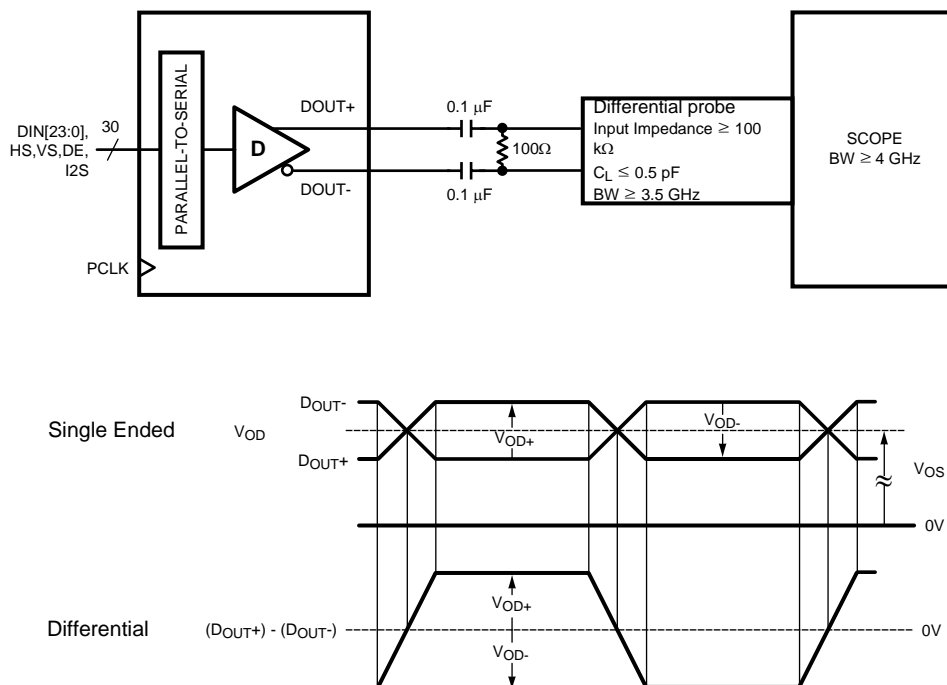 DIN[23:0],
HS,VS,DE,
I2S
30
PARALLEL-TO-SERIAL
D
DOUT+
DOUT-
PCLK
0.1 μF
100Ω
0.1 μF
Differential probe
Input Impedance ≥ 100
kΩ
CL ≤ 0.5 pF
BW ≥ 3.5 GHz
SCOPE
BW ≥ 4 GHz
Single Ended
VOD
DOUT-
DOUT+
VOD+
VOD-
≈
VOS
0V
Differential
(DOUT+) - (DOUT-)
VOD+
VOD-
0V